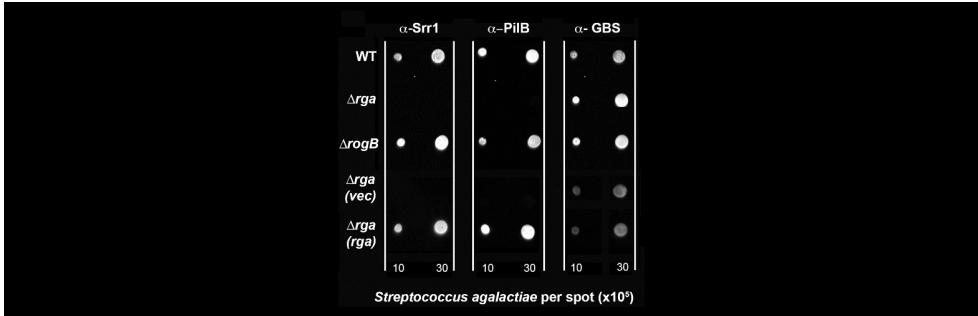 α-Srr1 α–PilB α- GBS
WT
Δrga
ΔrogB
Δrga
(vec)
Δrga
(rga)
10 30 10 30 10 30
Streptococcus agalactiae per spot (x10⁵)